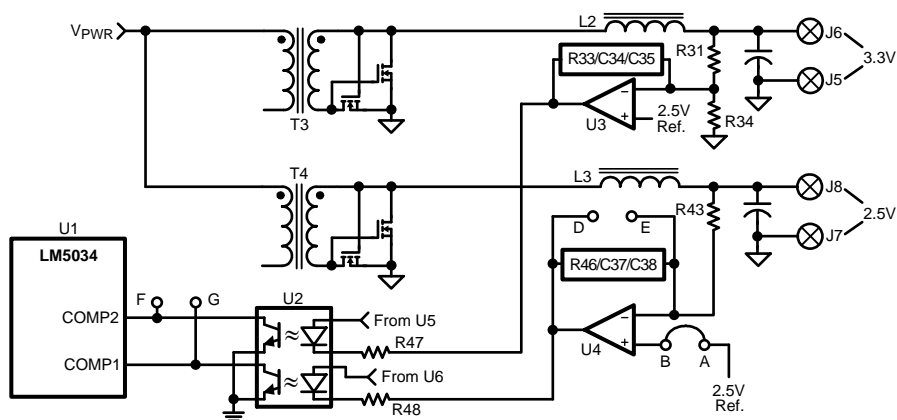 VPWR
T3
L2
R33/C34/C35
R31
J6
3.3V
J5
−
+
U3
2.5V
Ref.
R34
T4
L3
J8
2.5V
J7
R43
D
E
R46/C37/C38
−
+
U4
B
A
2.5V
Ref.
U1
LM5034
COMP2
COMP1
F
G
U2
≈
≈
From U5
R47
From U6
R48